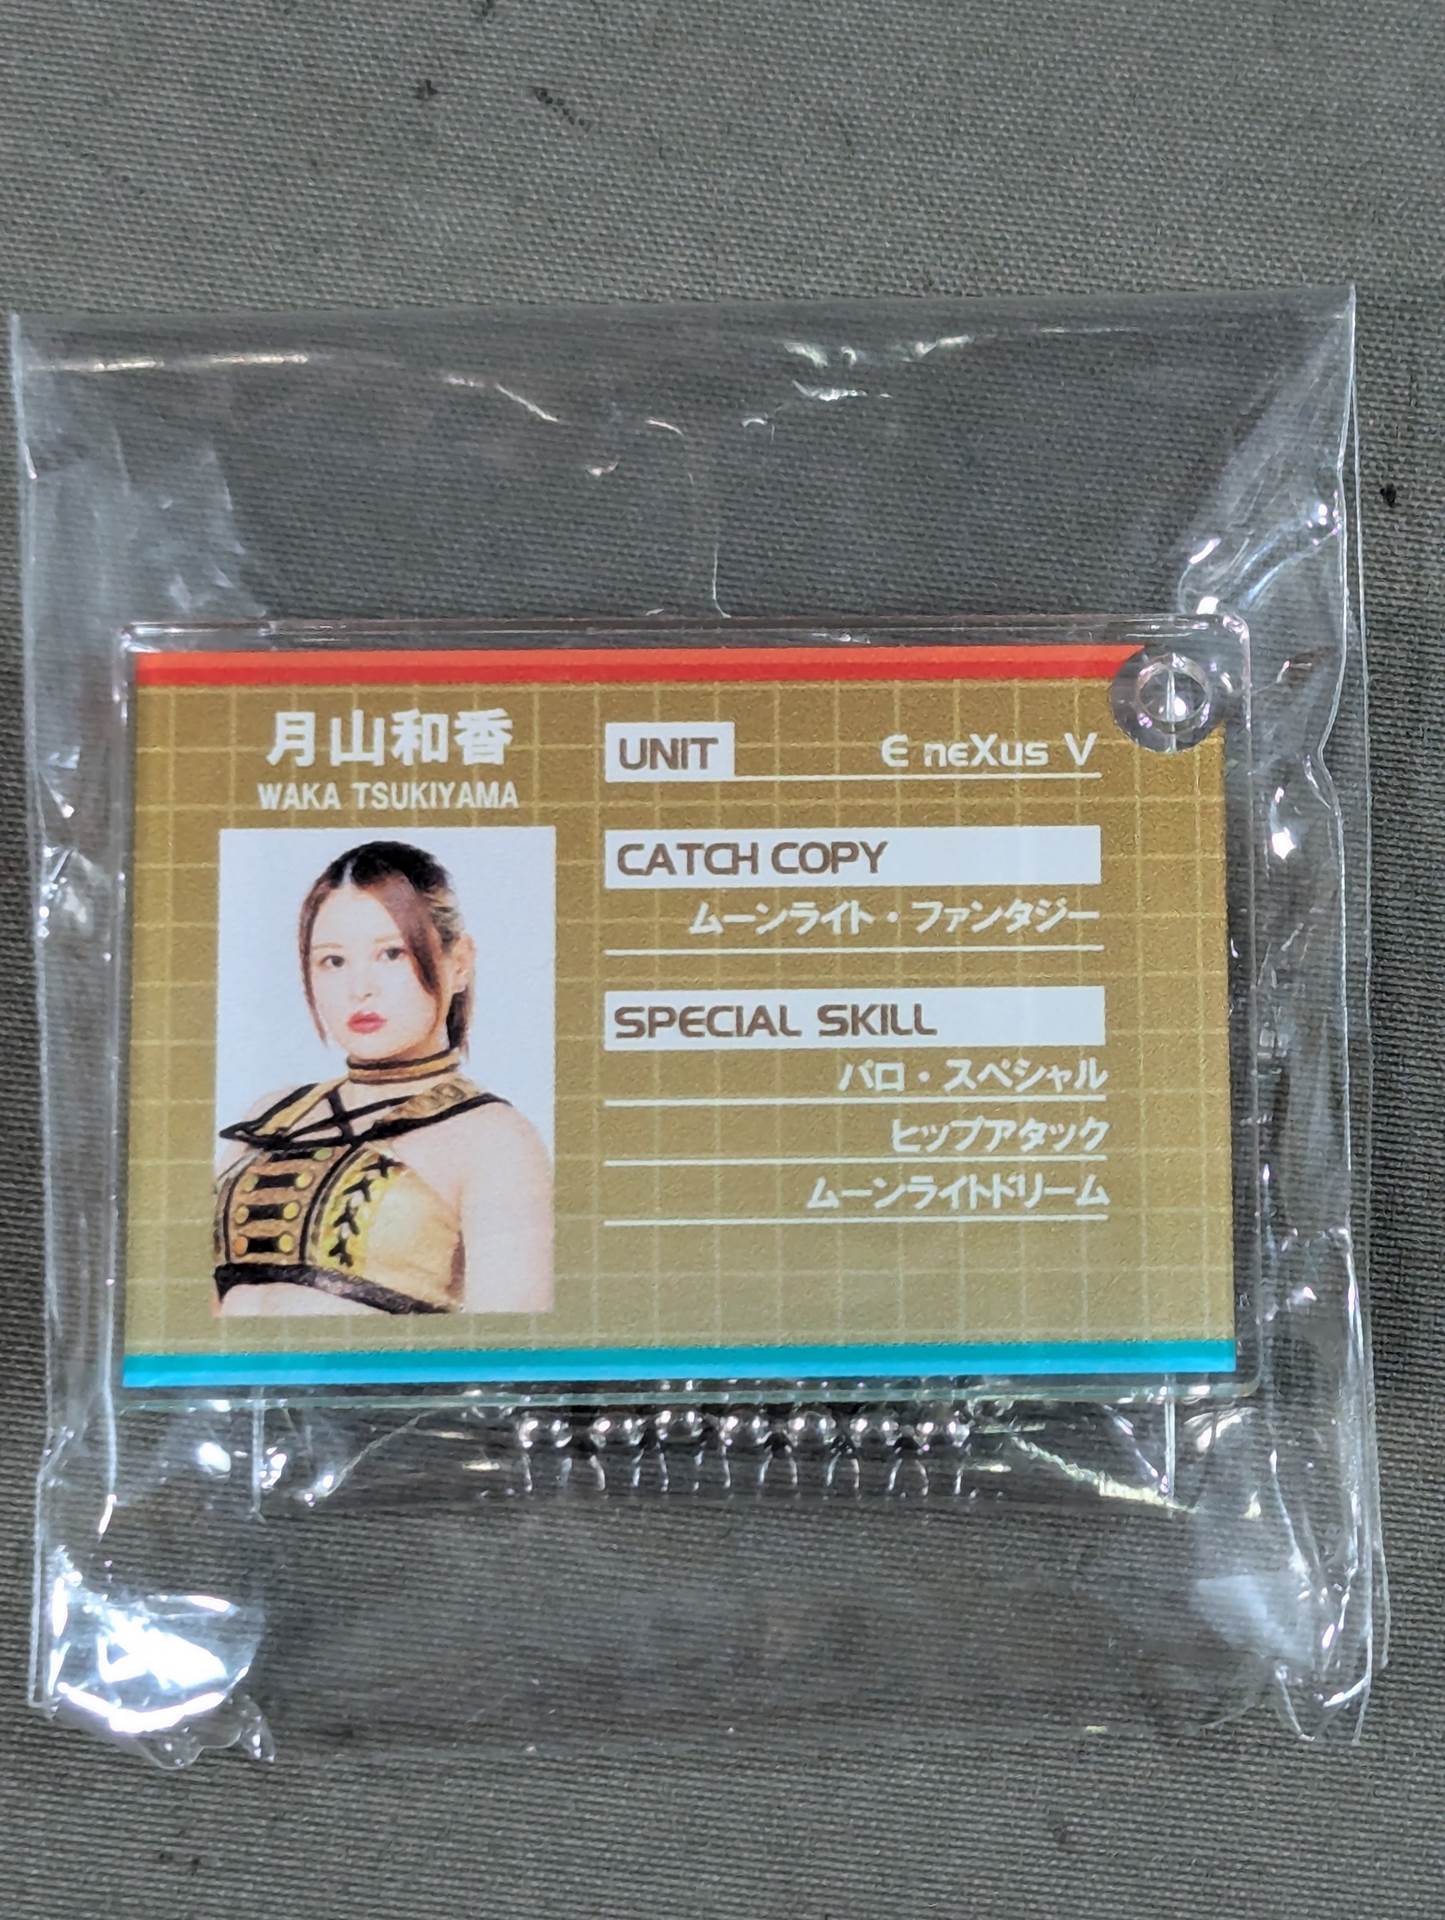 月山和香
WAKA TSUKIYAMA
UNIT
E neXus V
CATCH COPY
ムーンライト・ファンタジー
SPECIAL SKILL
パロ・スペシャル
ヒップアタック
ムーンライトドリーム